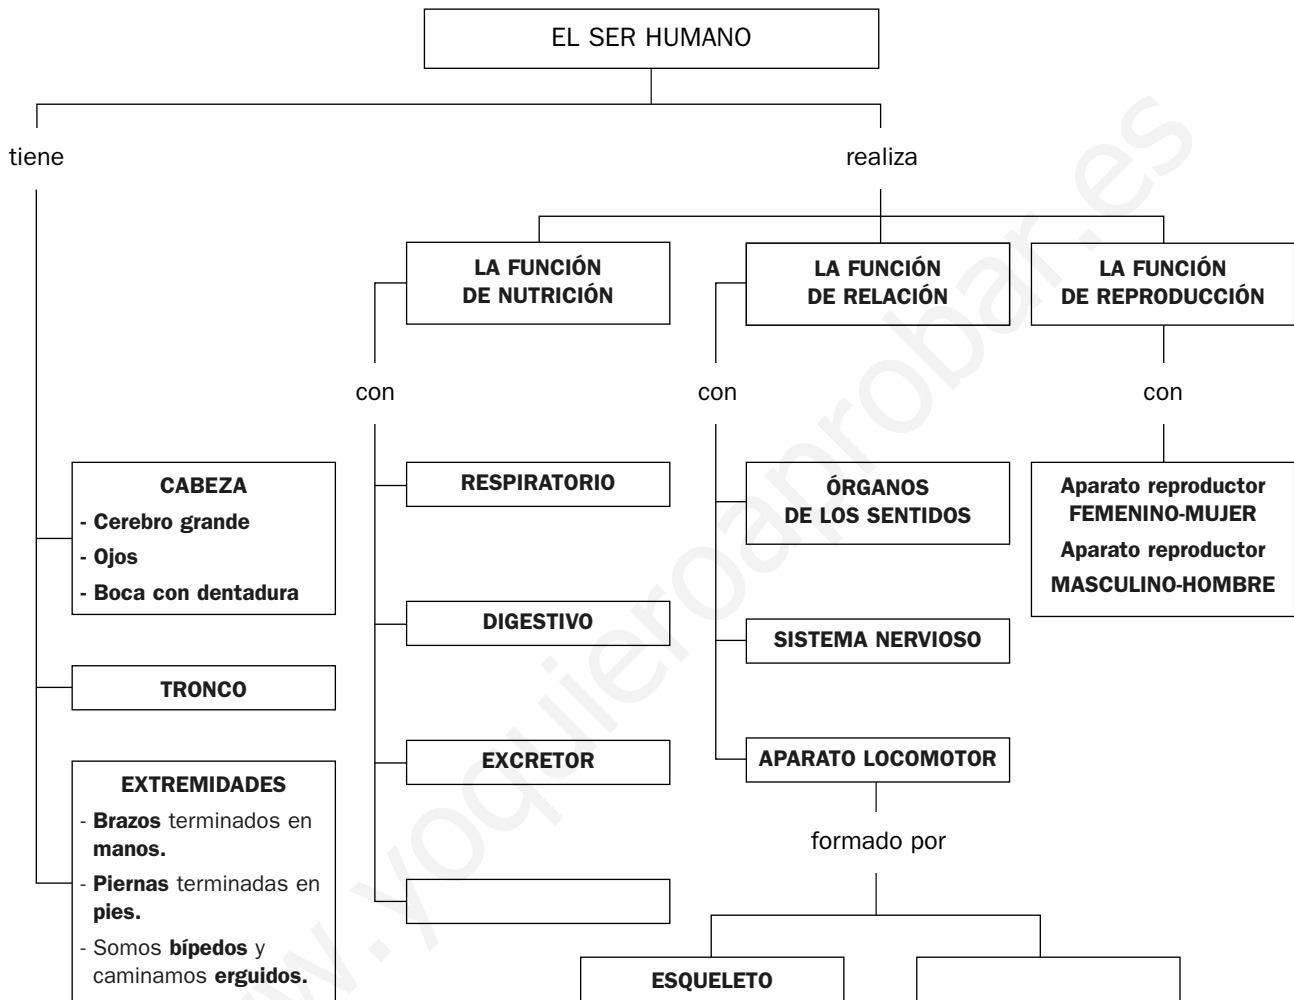 EL SER HUMANO
tiene
realiza
LA FUNCIÓN
DE NUTRICIÓN
LA FUNCIÓN
DE RELACIÓN
LA FUNCIÓN
DE REPRODUCCIÓN
con
con
con
CABEZA
- Cerebro grande
- Ojos
- Boca con dentadura
TRONCO
EXTREMIDADES
- Brazos terminados en
manos.
- Piernas terminadas en
pies.
- Somos bípedos y
caminamos erguidos.
RESPIRATORIO
DIGESTIVO
EXCRETOR
ÓRGANOS
DE LOS SENTIDOS
SISTEMA NERVIOSO
APARATO LOCOMOTOR
formado por
ESQUELETO
Aparato reproductor
FEMENINO-MUJER
Aparato reproductor
MASCULINO-HOMBRE
www.yoquieroaprobar.es